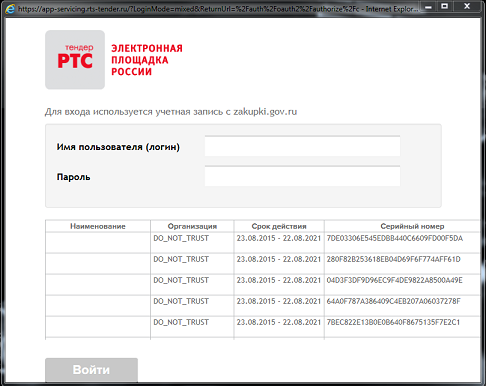 https://app-servicing.rts-tender.ru/?LoginMode=mixed&ReturnUrl=%2Fauth%2Foauth2%2Fauthorize%2Fc - Internet Explor...
тендер
РТС
ЭЛЕКТРОННАЯ
ПЛОЩАДКА
РОССИИ
Для входа используется учетная запись с zakupki.gov.ru
Имя пользователя (логин)
Пароль
Наименование Организация Срок действия Серийный номер
DO_NOT_TRUST 23.08.2015 - 22.08.2021 7DE03306E545EDBB440C6609FD00F5DA
DO_NOT_TRUST 23.08.2015 - 22.08.2021 280F82B253618EB04D69F6F774AFF61D
DO_NOT_TRUST 23.08.2015 - 22.08.2021 04D3F3DF9D96EC9F4DE9822A8500A49E
DO_NOT_TRUST 23.08.2015 - 22.08.2021 64A0F787A386409C4EB207A06037278F
DO_NOT_TRUST 23.08.2015 - 22.08.2021 7BEC822E13B0E0B640F8675135F7E2C1
Войти